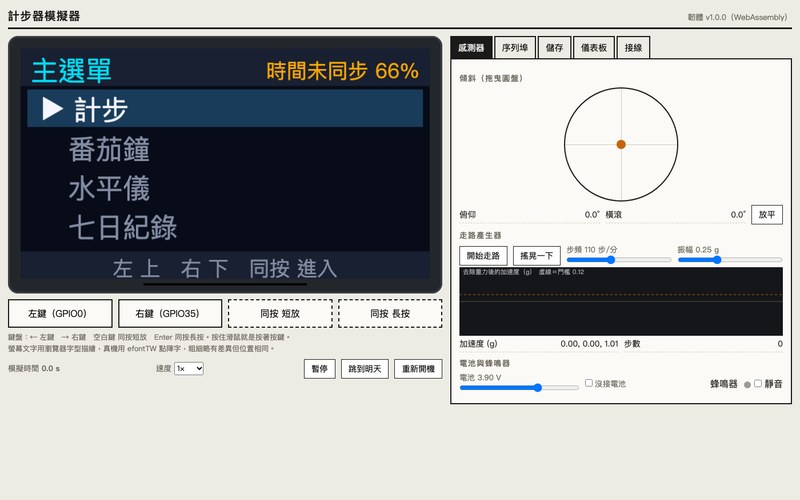 計步器模擬器
韌體 v1.0.0（WebAssembly）
主選單
時間未同步 66%
▶ 計步
番茄鐘
水平儀
七日紀錄
左 上　右 下　同按 進入
左鍵（GPIO0）
右鍵（GPIO35）
同按 短放
同按 長按
鍵盤：← 左鍵　→ 右鍵　空白鍵 同按短放　Enter 同按長按。按住滑鼠就是按著按鍵。
螢幕文字用瀏覽器字型描繪，真機用 efontTW 點陣字，粗細略有差異但位置相同。
模擬時間 0.0 s
速度 1×
暫停
跳到明天
重新開機
感測器
序列埠
儲存
儀表板
接線
傾斜（拖曳圓盤）
俯仰 0.0° 橫滾 0.0°
放平
走路產生器
開始走路
搖晃一下
步頻 110 步/分
振幅 0.25 g
去除重力後的加速度（g）　虛線＝門檻 0.12
加速度 (g) 0.00, 0.00, 1.01 步數 0
電池與蜂鳴器
電池 3.90 V
沒接電池
蜂鳴器
靜音